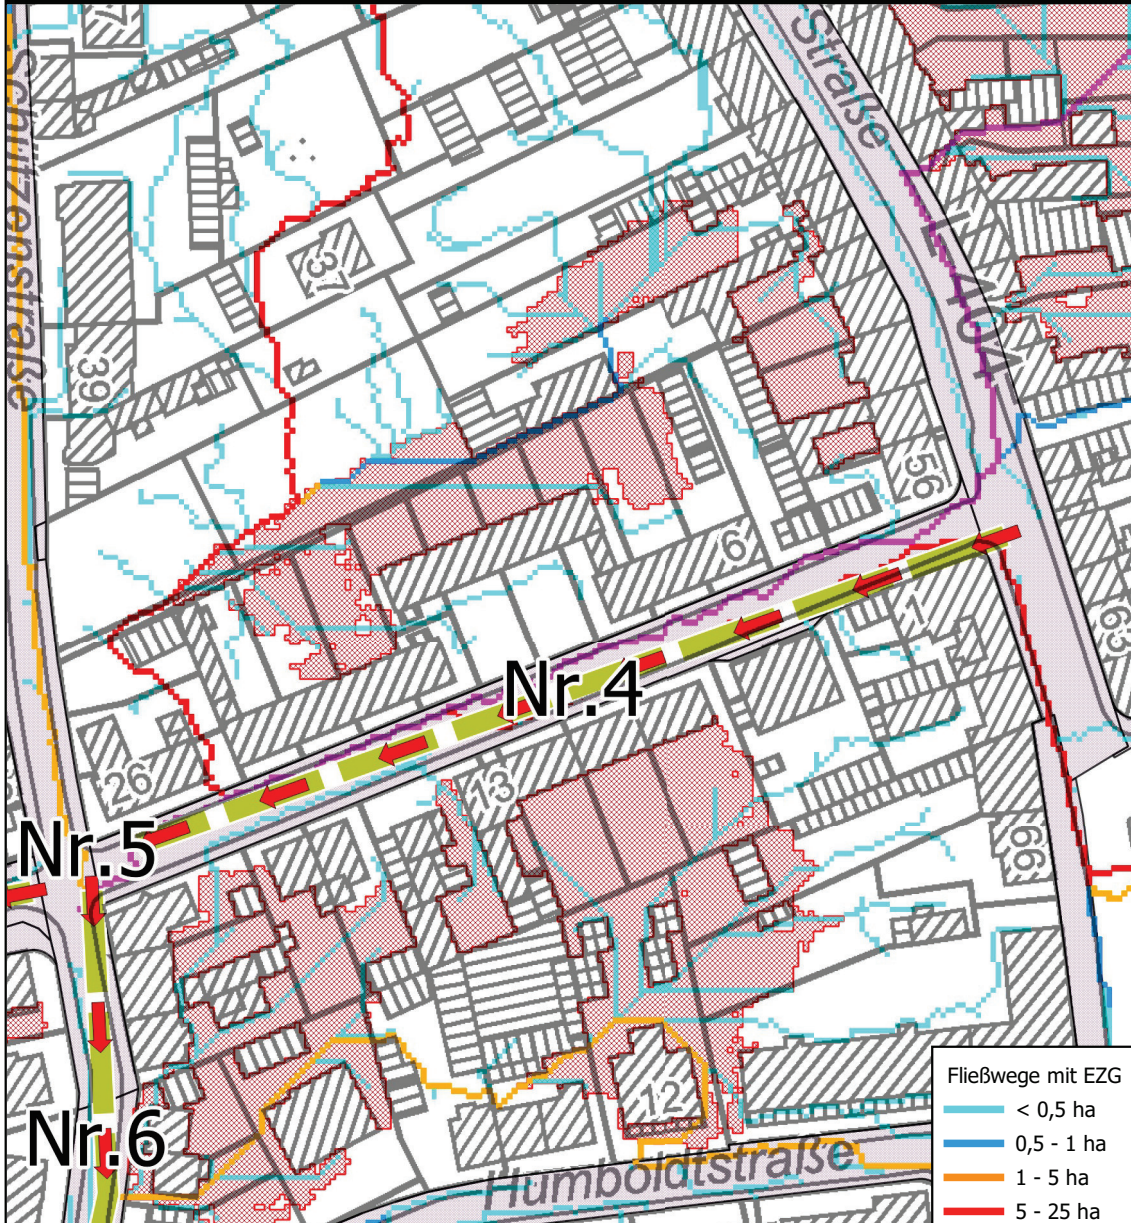 Schützenstraße
Straße
37
39
56
6
Nr.4
1
65
26
13
Nr.5
66
12
Nr.6
Humboldtstraße
Fließwege mit EZG
< 0,5 ha
0,5 - 1 ha
1 - 5 ha
5 - 25 ha